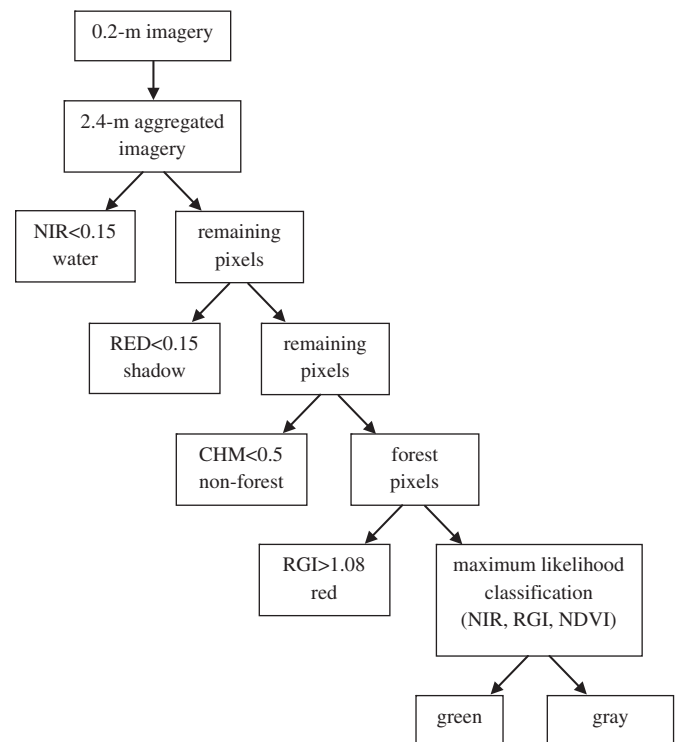 0.2-m imagery
2.4-m aggregated
imagery
NIR<0.15
water
remaining
pixels
RED<0.15
shadow
remaining
pixels
CHM<0.5
non-forest
forest
pixels
RGI>1.08
red
maximum likelihood
classification
(NIR, RGI, NDVI)
green
gray